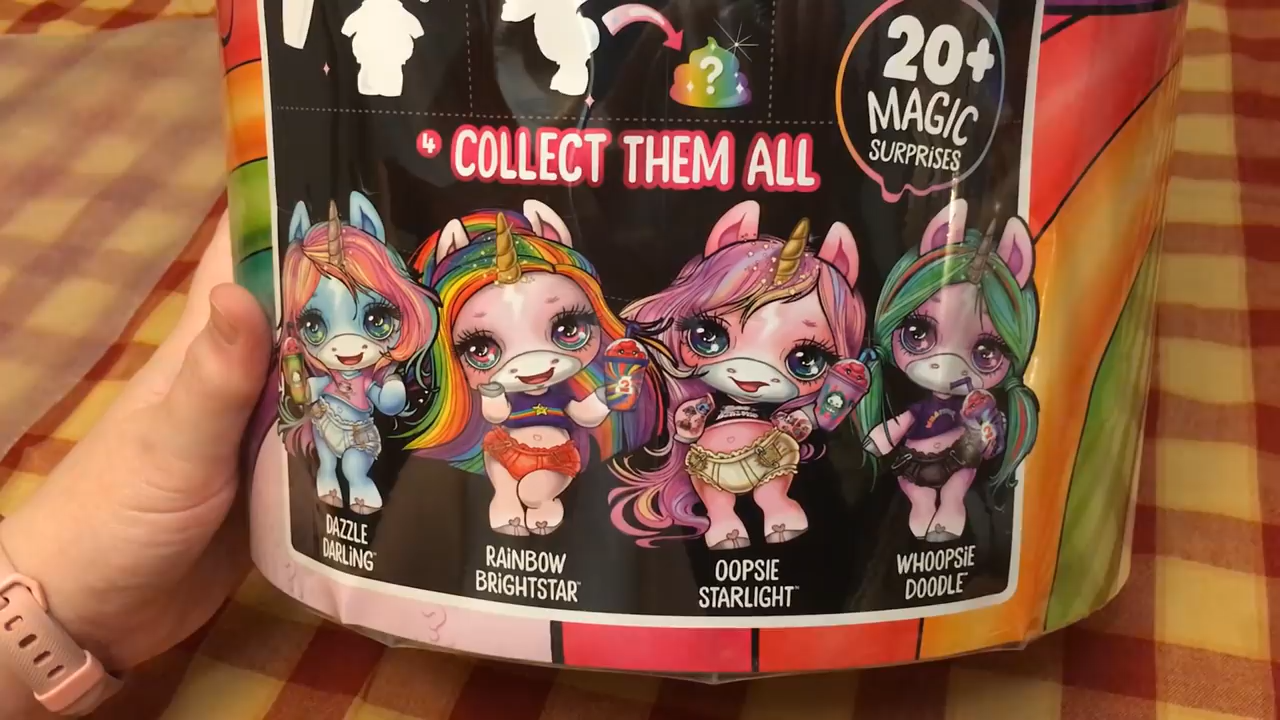 ?
20+
MAGIC
SURPRISES
4 COLLECT THEM ALL
DAZZLE
DARLING™
RAINBOW
BRIGHTSTAR™
OOPSIE
STARLIGHT™
WHOOPSIE
DOODLE™